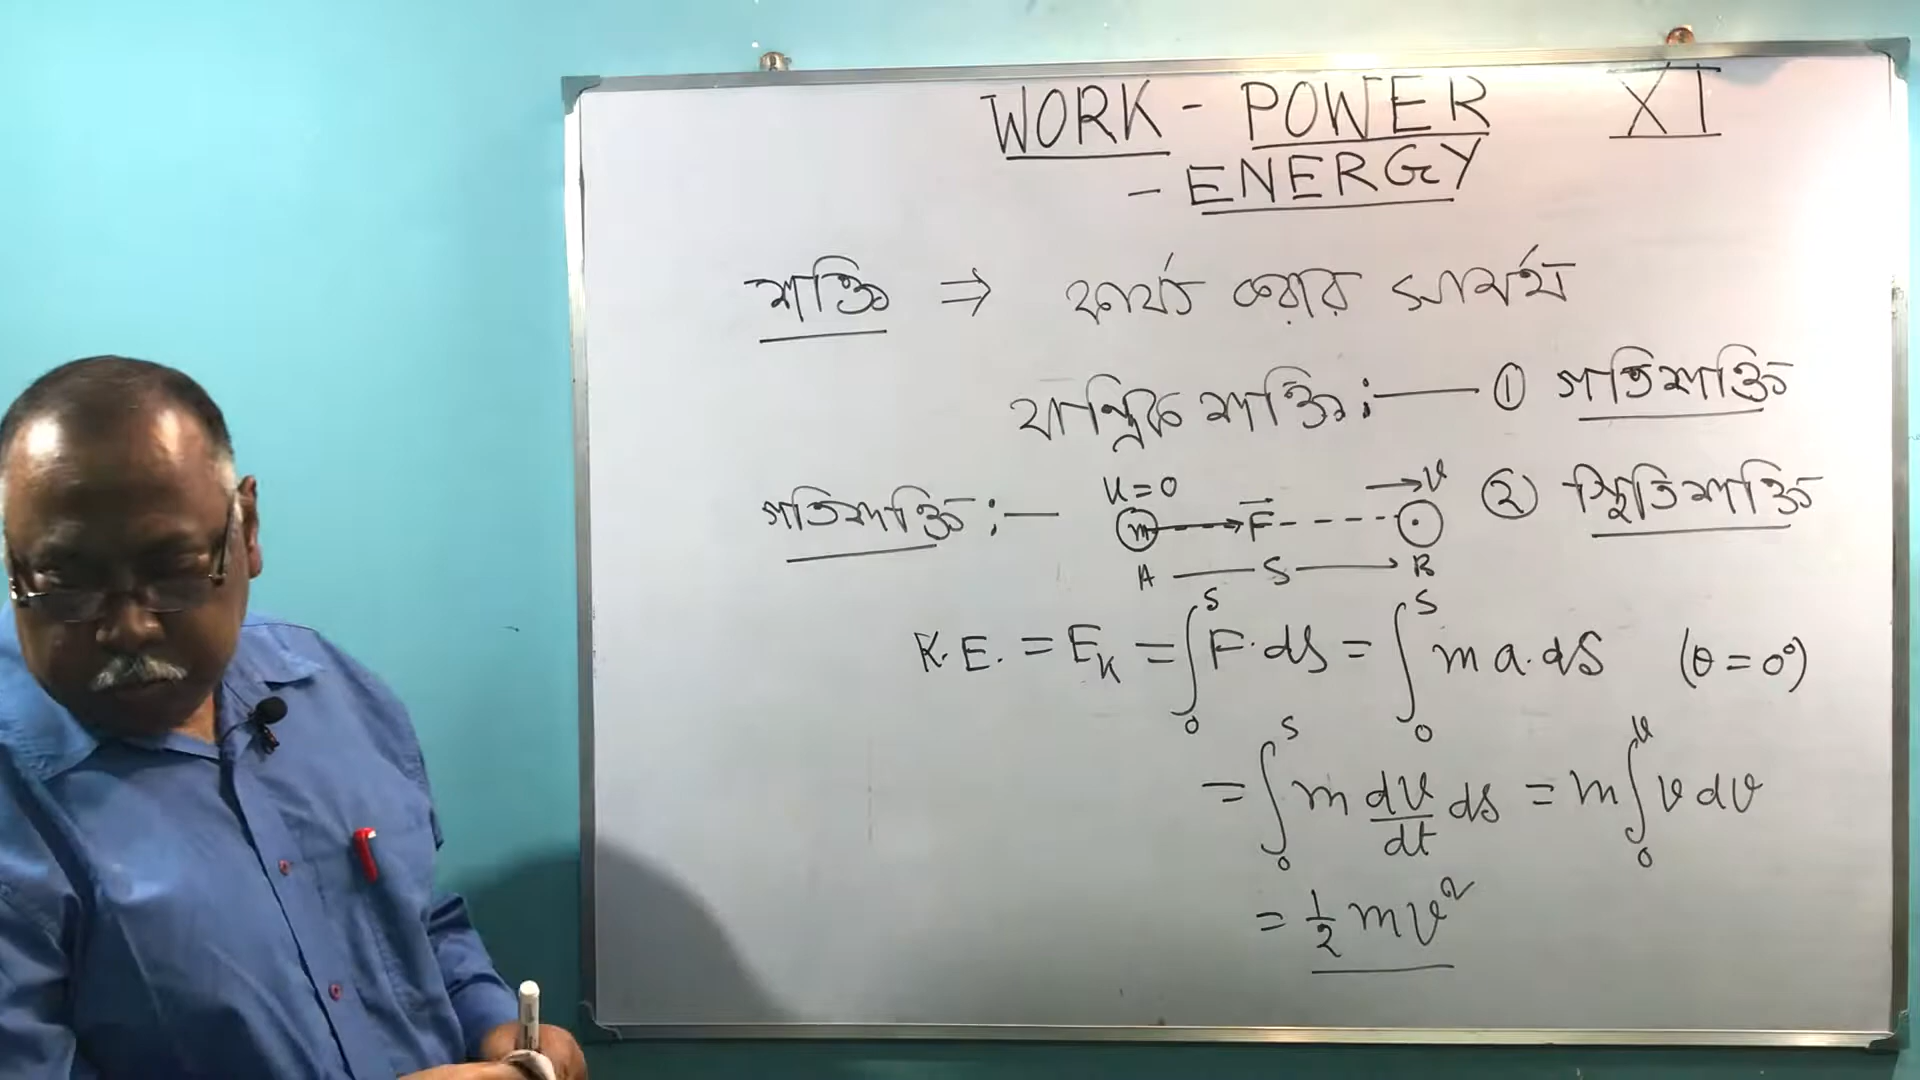 WORK - POWER XI
- ENERGY
শক্তি ⇒ কার্য করার সামর্থ্য
যান্ত্রিক শক্তি :— ① গতিশক্তি
② স্থিতিশক্তি
গতিশক্তি :— u=0 m F v
A — S → B
K.E. = E_K = ∫₀ˢ F·ds = ∫₀ˢ m a·ds (θ = 0°)
= ∫₀ˢ m dv/dt ds = m ∫₀ᵛ v dv
= 1/2 mv²